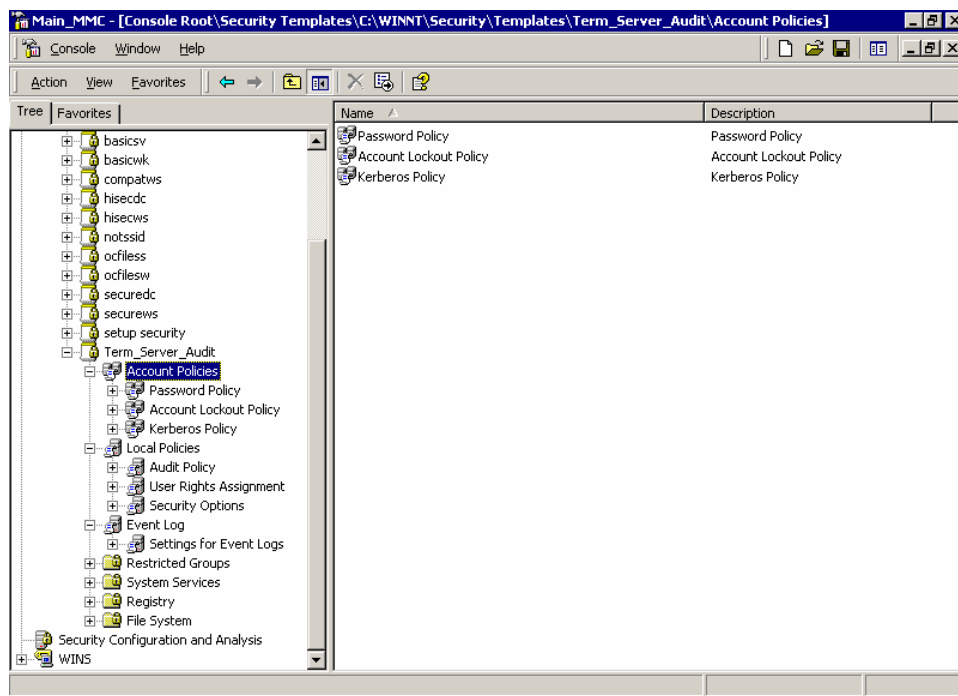 Main_MMC - [Console Root\Security Templates\C:\WINNT\Security\Templates\Term_Server_Audit\Account Policies]
Console Window Help
Action View Favorites
Tree Favorites
Name Description
Password Policy Password Policy
Account Lockout Policy Account Lockout Policy
Kerberos Policy Kerberos Policy
basicsv
basicwk
compatws
hisecdc
hisecws
notssid
ocfiless
ocfilesw
securedc
securews
setup security
Term_Server_Audit
Account Policies
Password Policy
Account Lockout Policy
Kerberos Policy
Local Policies
Audit Policy
User Rights Assignment
Security Options
Event Log
Settings for Event Logs
Restricted Groups
System Services
Registry
File System
Security Configuration and Analysis
WINS